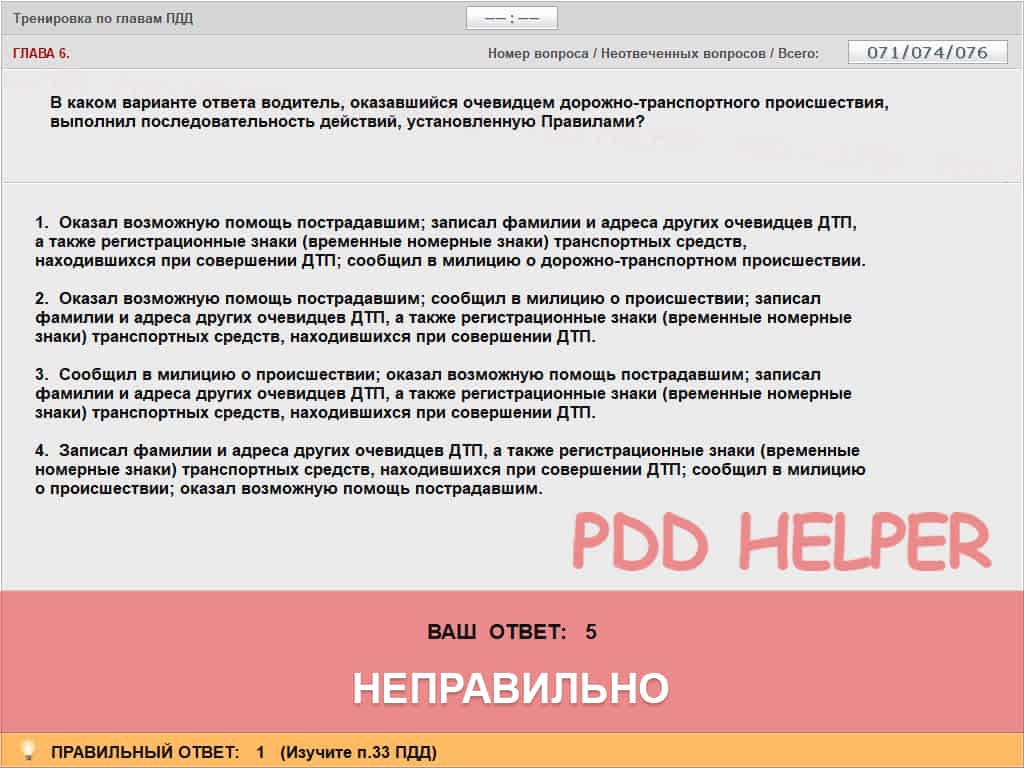 Тренировка по главам ПДД
—— : ——
ГЛАВА 6.
Номер вопроса / Неотвеченных вопросов / Всего:
071/074/076
В каком варианте ответа водитель, оказавшийся очевидцем дорожно-транспортного происшествия,
выполнил последовательность действий, установленную Правилами?
1. Оказал возможную помощь пострадавшим; записал фамилии и адреса других очевидцев ДТП,
а также регистрационные знаки (временные номерные знаки) транспортных средств,
находившихся при совершении ДТП; сообщил в милицию о дорожно-транспортном происшествии.
2. Оказал возможную помощь пострадавшим; сообщил в милицию о происшествии; записал
фамилии и адреса других очевидцев ДТП, а также регистрационные знаки (временные номерные
знаки) транспортных средств, находившихся при совершении ДТП.
3. Сообщил в милицию о происшествии; оказал возможную помощь пострадавшим; записал
фамилии и адреса других очевидцев ДТП, а также регистрационные знаки (временные номерные
знаки) транспортных средств, находившихся при совершении ДТП.
4. Записал фамилии и адреса других очевидцев ДТП, а также регистрационные знаки (временные
номерные знаки) транспортных средств, находившихся при совершении ДТП; сообщил в милицию
о происшествии; оказал возможную помощь пострадавшим.
PDD HELPER
ВАШ ОТВЕТ: 5
НЕПРАВИЛЬНО
ПРАВИЛЬНЫЙ ОТВЕТ: 1 (Изучите п.33 ПДД)